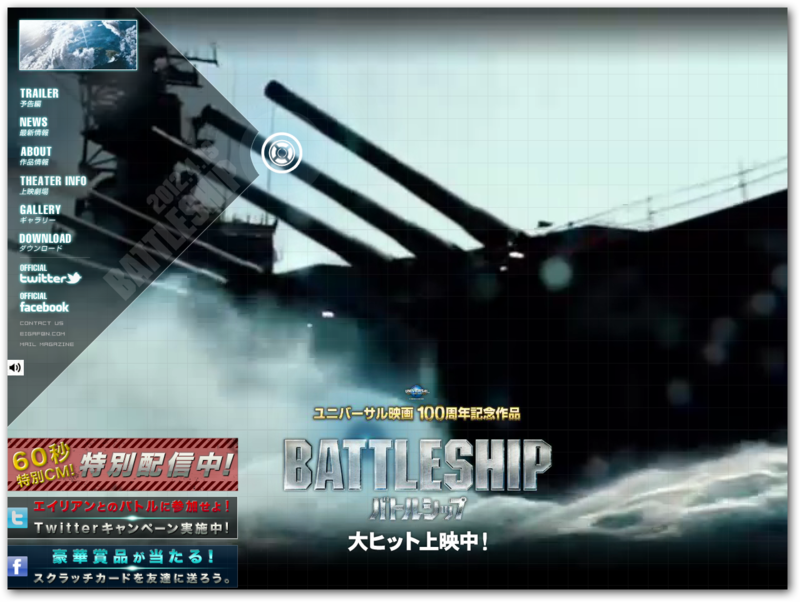 TRAILER
予告編
NEWS
最新情報
ABOUT
作品情報
THEATER INFO
上映劇場
GALLERY
ギャラリー
DOWNLOAD
ダウンロード
OFFICIAL
twitter
OFFICIAL
facebook
CONTACT US
EIGAFAN.COM
MAIL MAGAZINE
BATTLESHIP
60秒
特別CM!
特別配信中!
エイリアンとのバトルに参加せよ!
Twitterキャンペーン実施中!
豪華賞品が当たる!
スクラッチカードを友達に送ろう。
UNIVERSAL
ユニバーサル映画 100周年記念作品
BATTLESHIP
バトルシップ
大ヒット上映中!